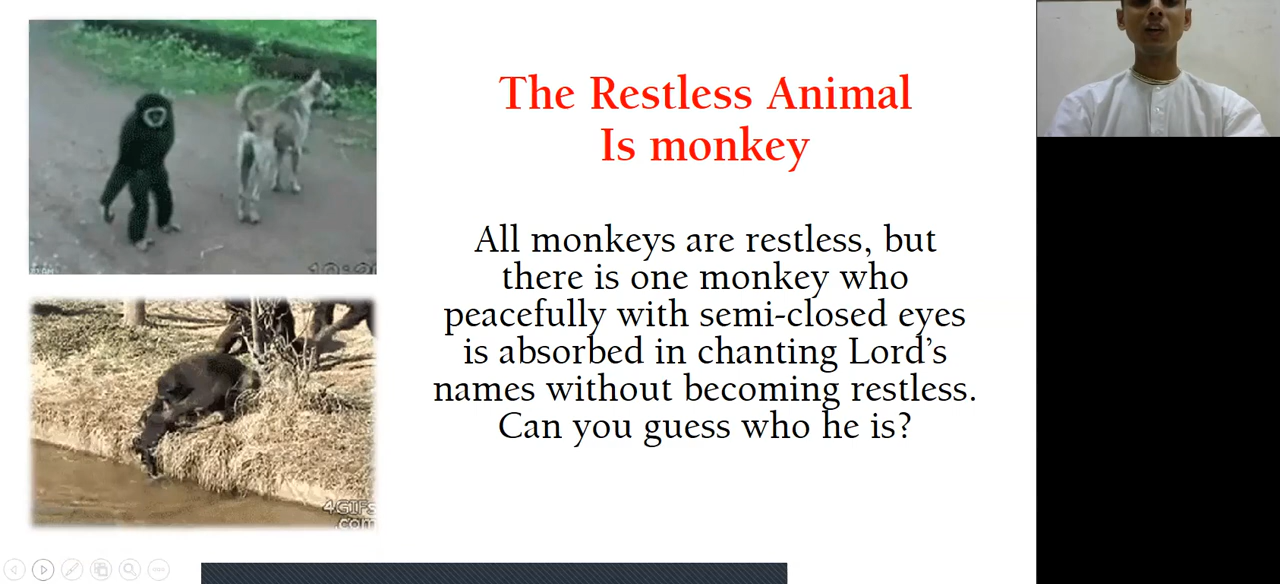 The Restless Animal
Is monkey
All monkeys are restless, but
there is one monkey who
peacefully with semi-closed eyes
is absorbed in chanting Lord's
names without becoming restless.
Can you guess who he is?
4GIFs
.com